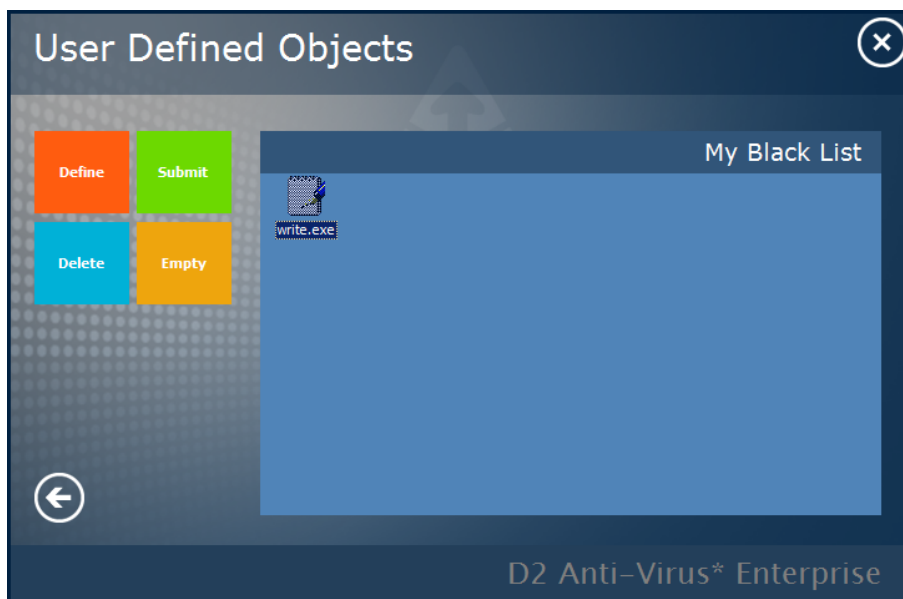 User Defined Objects
Define
Submit
Delete
Empty
My Black List
write.exe
D2 Anti-Virus* Enterprise